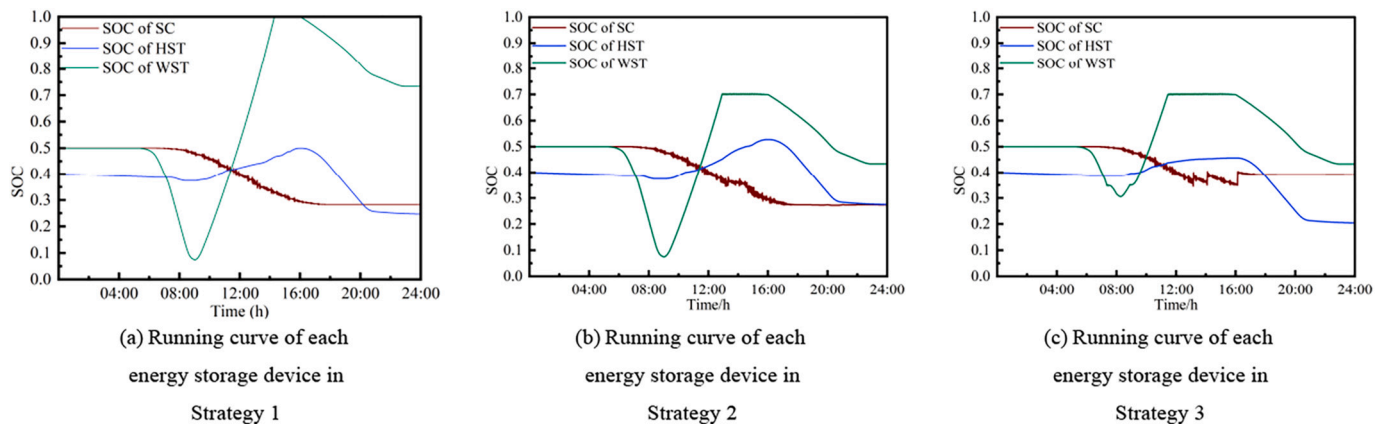 1.0
0.9
0.8
0.7
0.6
0.5
0.4
0.3
0.2
0.1
0.0
SOC
SOC of SC
SOC of HST
SOC of WST
04:00 08:00 12:00 16:00 20:00 24:00
Time (h)
(a) Running curve of each
energy storage device in
Strategy 1
1.0
0.9
0.8
0.7
0.6
0.5
0.4
0.3
0.2
0.1
0.0
SOC
SOC of SC
SOC of HST
SOC of WST
04:00 08:00 12:00 16:00 20:00 24:00
Time/h
(b) Running curve of each
energy storage device in
Strategy 2
1.0
0.9
0.8
0.7
0.6
0.5
0.4
0.3
0.2
0.1
0.0
SOC
SOC of SC
SOC of HST
SOC of WST
04:00 08:00 12:00 16:00 20:00 24:00
Time/h
(c) Running curve of each
energy storage device in
Strategy 3